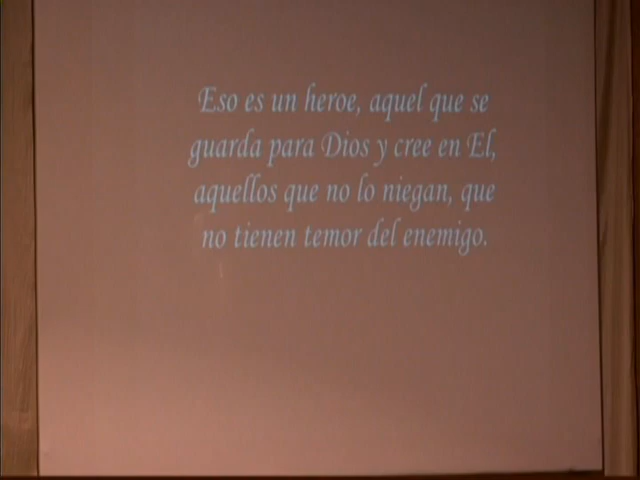 Eso es un heroe, aquel que se
guarda para Dios y cree en El,
aquellos que no lo niegan, que
no tienen temor del enemigo.